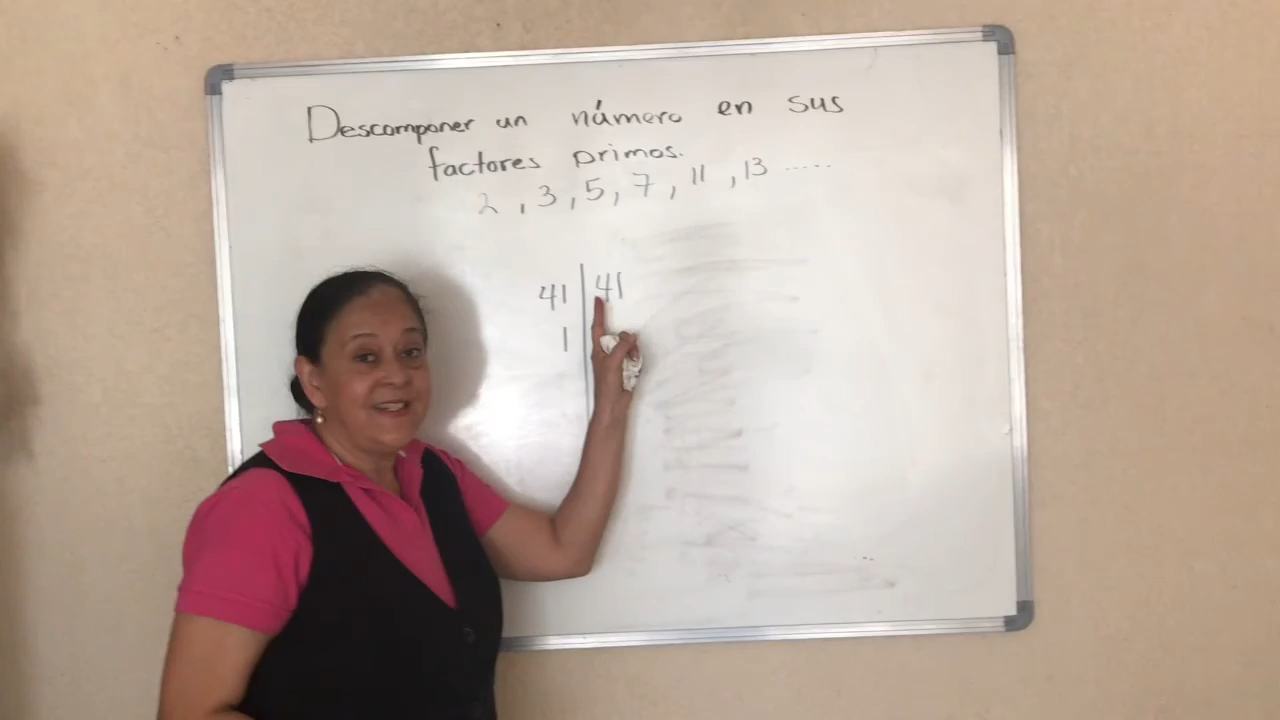 Descomponer un número en sus
factores primos.
2, 3, 5, 7, 11, 13 .....
41 | 41
1 |